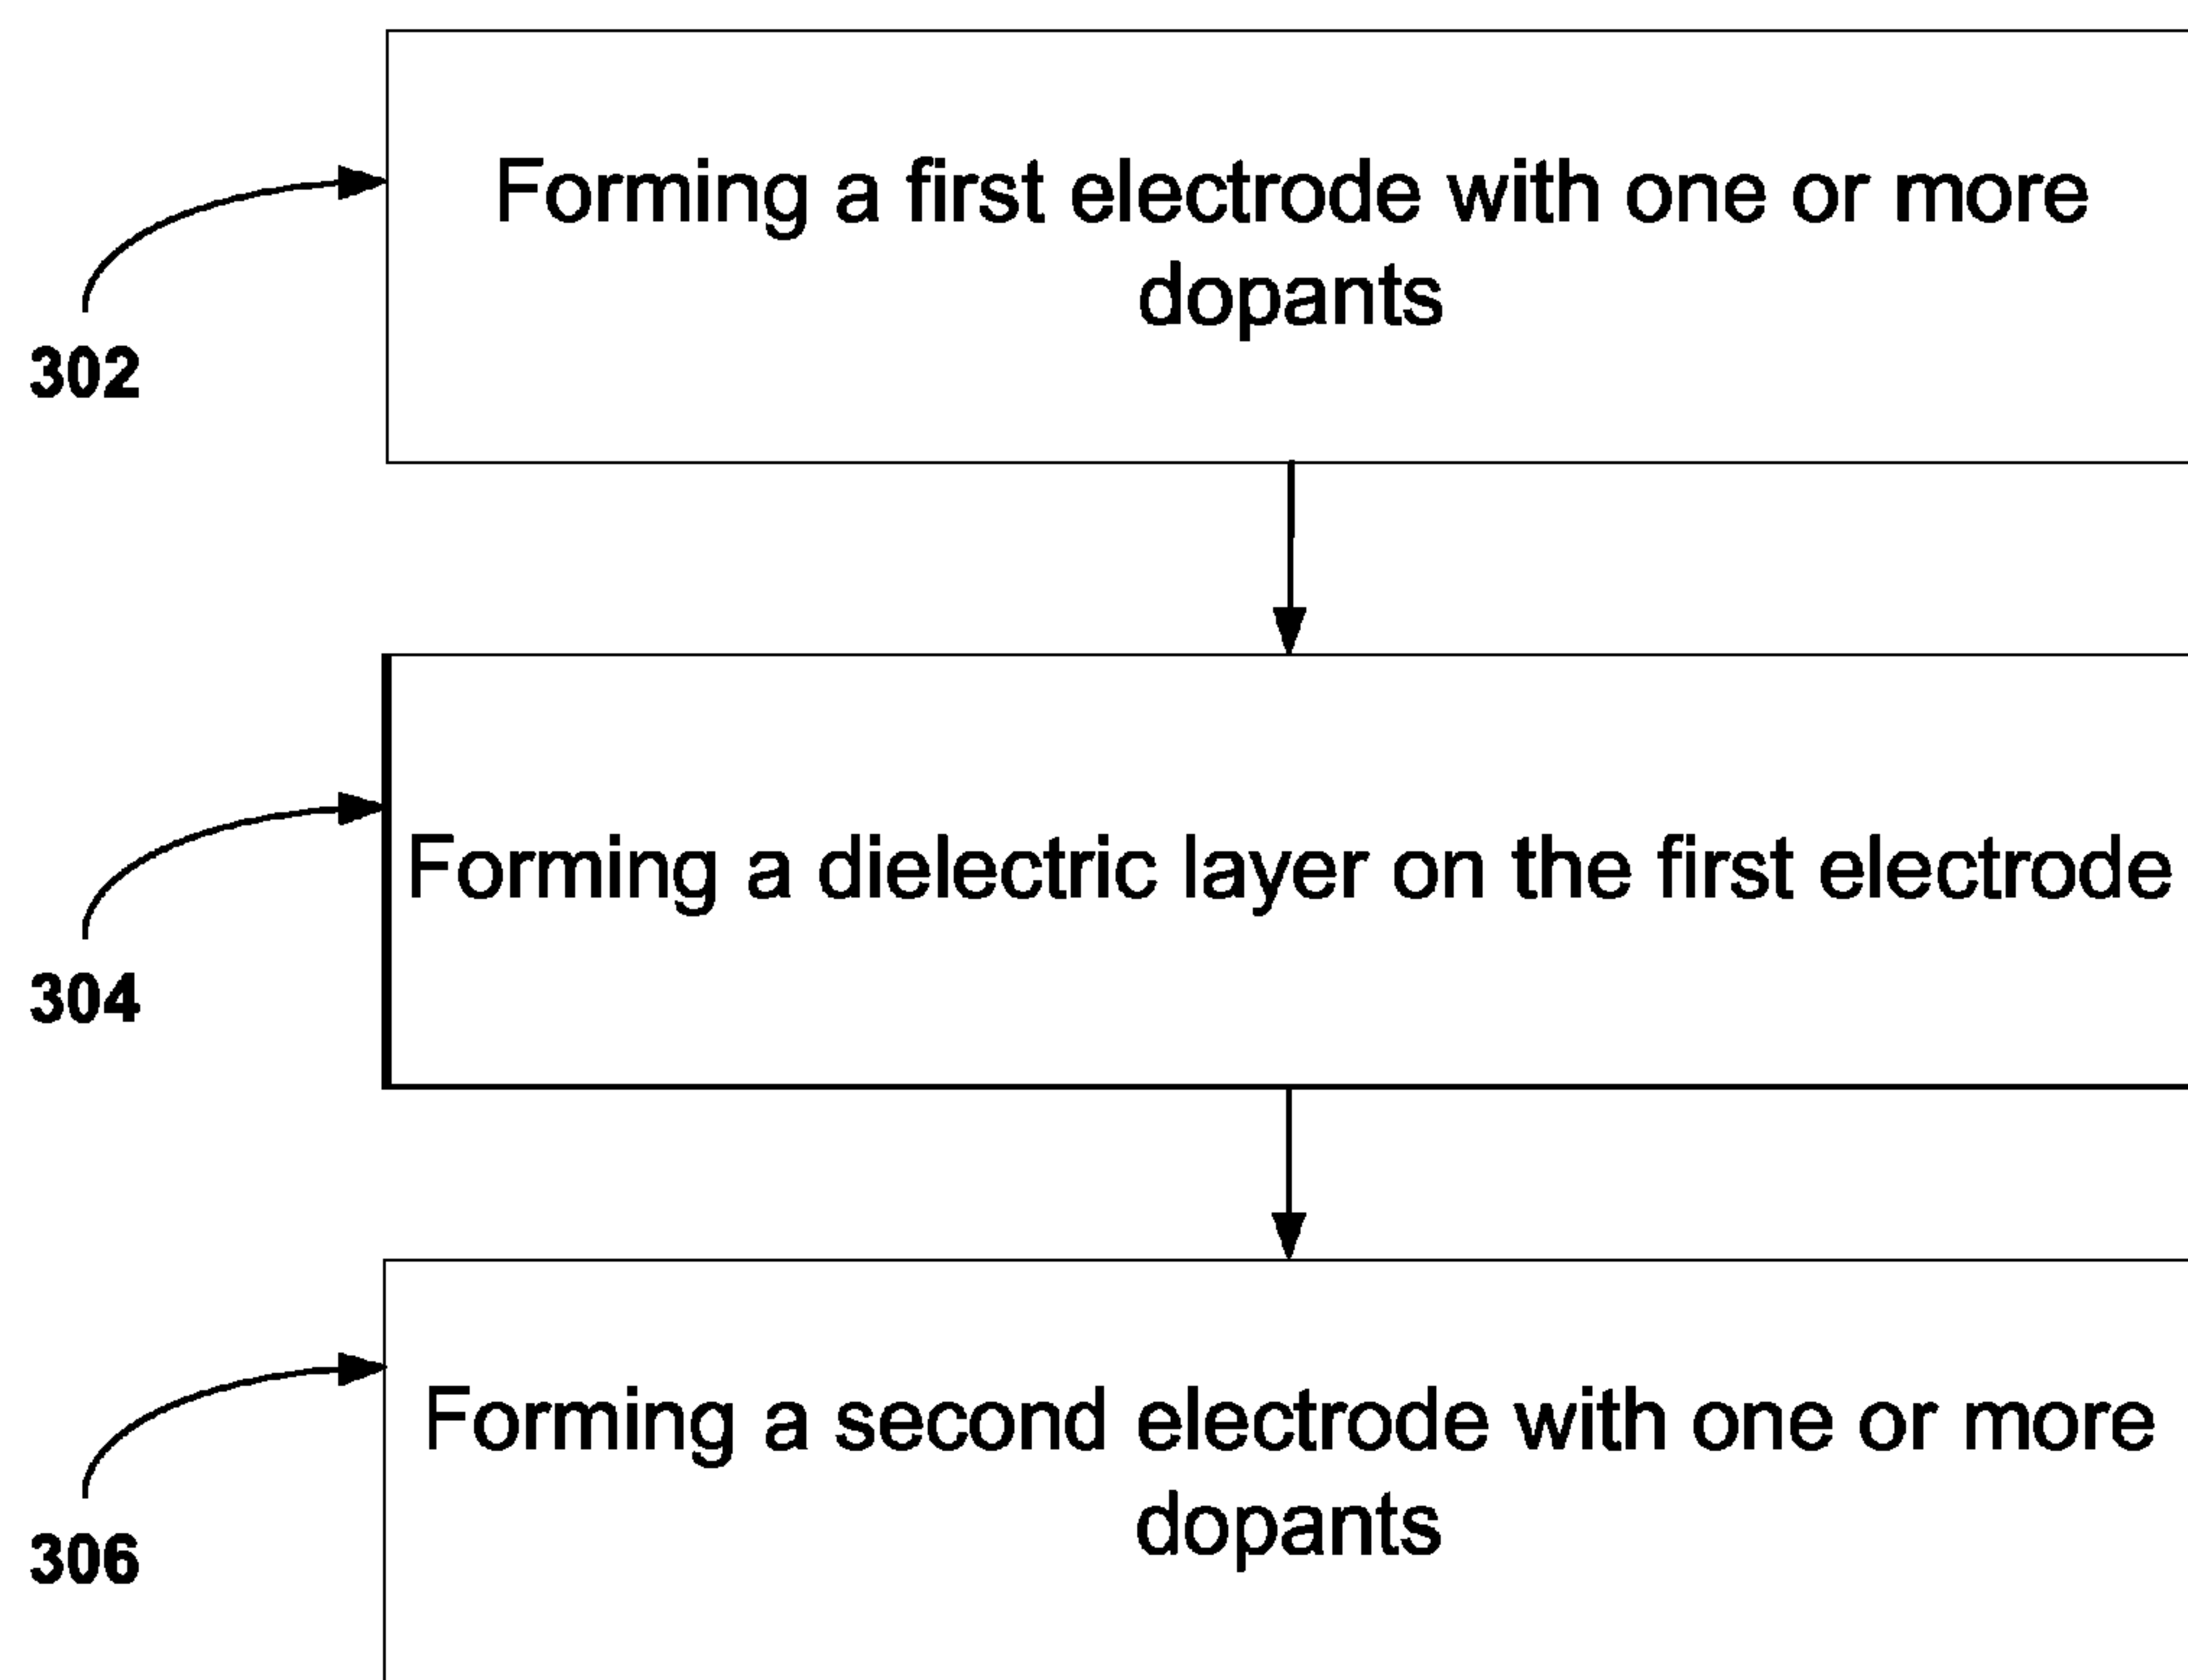 Forming a first electrode with one or more
dopants
302
Forming a dielectric layer on the first electrode
304
Forming a second electrode with one or more
dopants
306